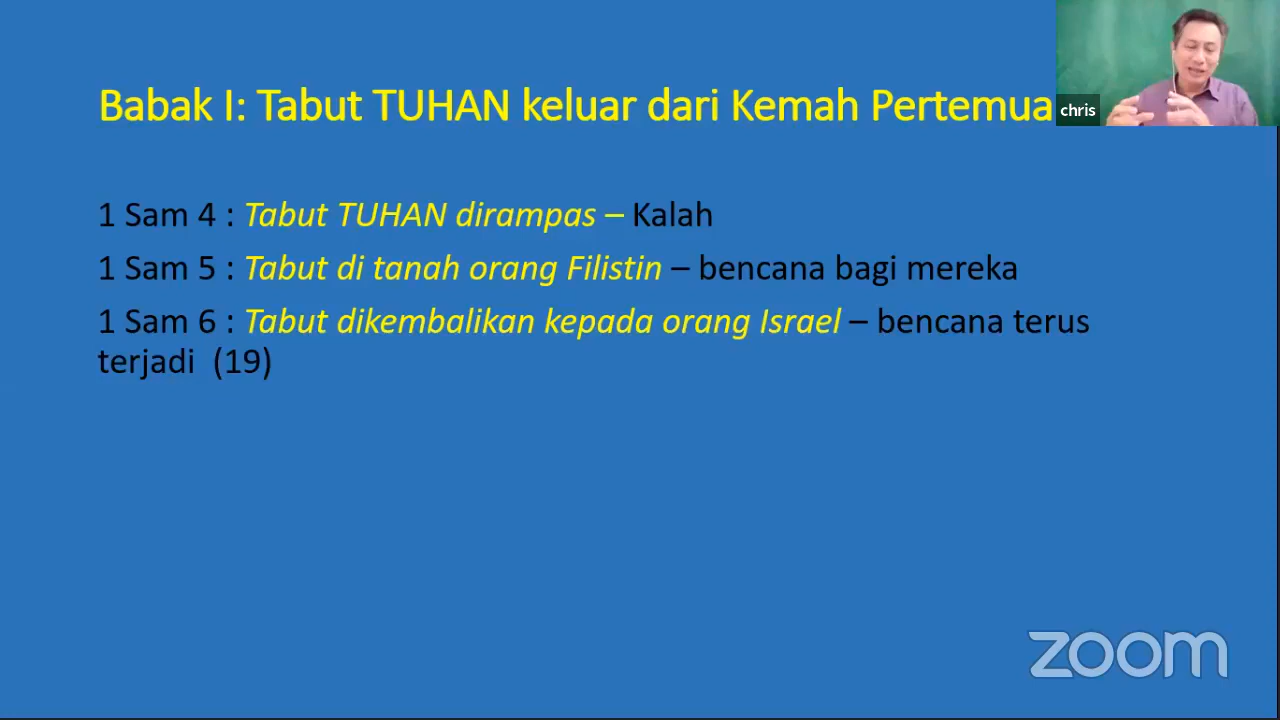 Babak I: Tabut TUHAN keluar dari Kemah Pertemua
chris
1 Sam 4 : Tabut TUHAN dirampas – Kalah
1 Sam 5 : Tabut di tanah orang Filistin – bencana bagi mereka
1 Sam 6 : Tabut dikembalikan kepada orang Israel – bencana terus
terjadi (19)
zoom